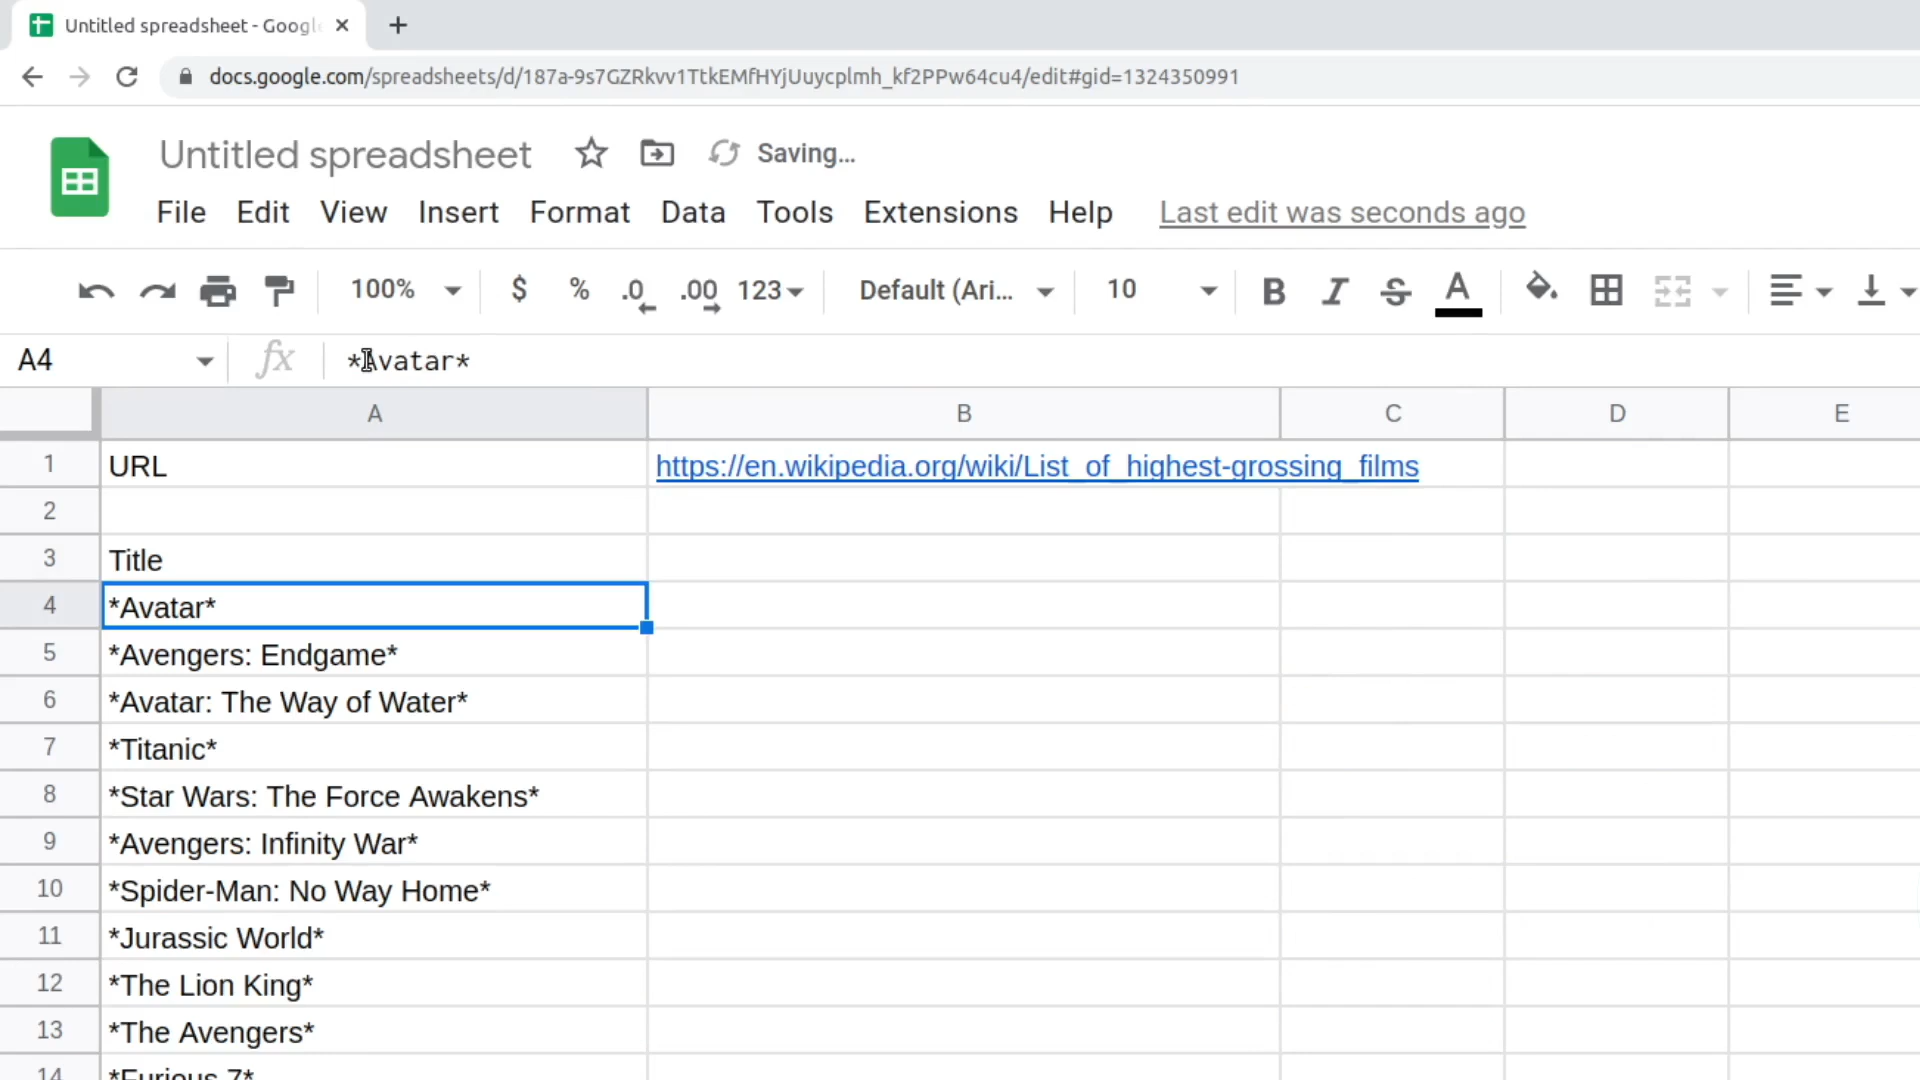 Untitled spreadsheet - Googl
docs.google.com/spreadsheets/d/187a-9s7GZRkvv1TtkEMfHYjUuycplmh_kf2PPw64cu4/edit#gid=1324350991
Untitled spreadsheet Saving...
File Edit View Insert Format Data Tools Extensions Help Last edit was seconds ago
100% $ % .0 .00 123 Default (Ari... 10 B I S A
A4 fx *Avatar*
A B C D E
1 URL https://en.wikipedia.org/wiki/List_of_highest-grossing_films
2
3 Title
4 *Avatar*
5 *Avengers: Endgame*
6 *Avatar: The Way of Water*
7 *Titanic*
8 *Star Wars: The Force Awakens*
9 *Avengers: Infinity War*
10 *Spider-Man: No Way Home*
11 *Jurassic World*
12 *The Lion King*
13 *The Avengers*
14 *Furious 7*